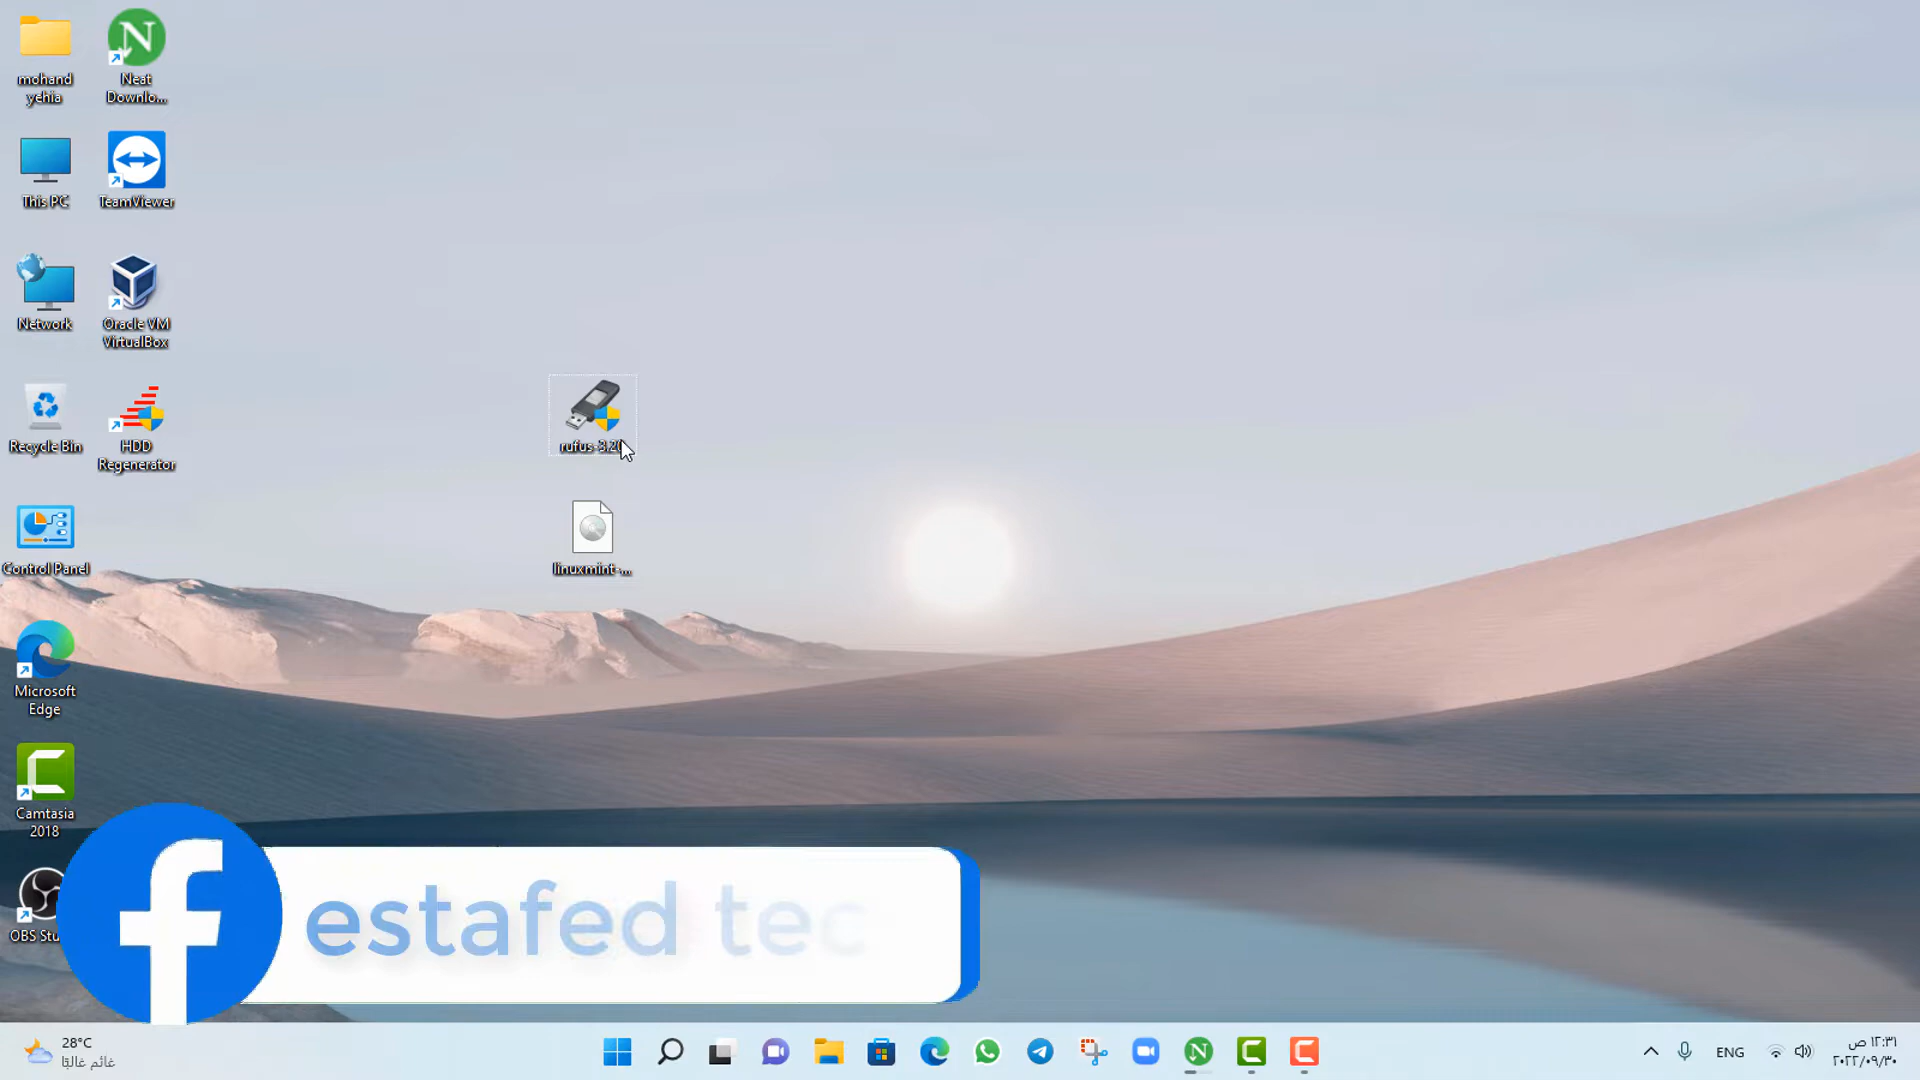 mohand
yehia
Neat
Downlo...
This PC
TeamViewer
Network
Oracle VM
VirtualBox
Recycle Bin
HDD
Regenerator
rufus-3.20
Control Panel
linuxmint-...
Microsoft
Edge
Camtasia
2018
OBS Stu
estafed tec
28°C
غائم غالبًا
ENG
١٢:٣١ ص
٢٠٢٢/٠٩/٣٠